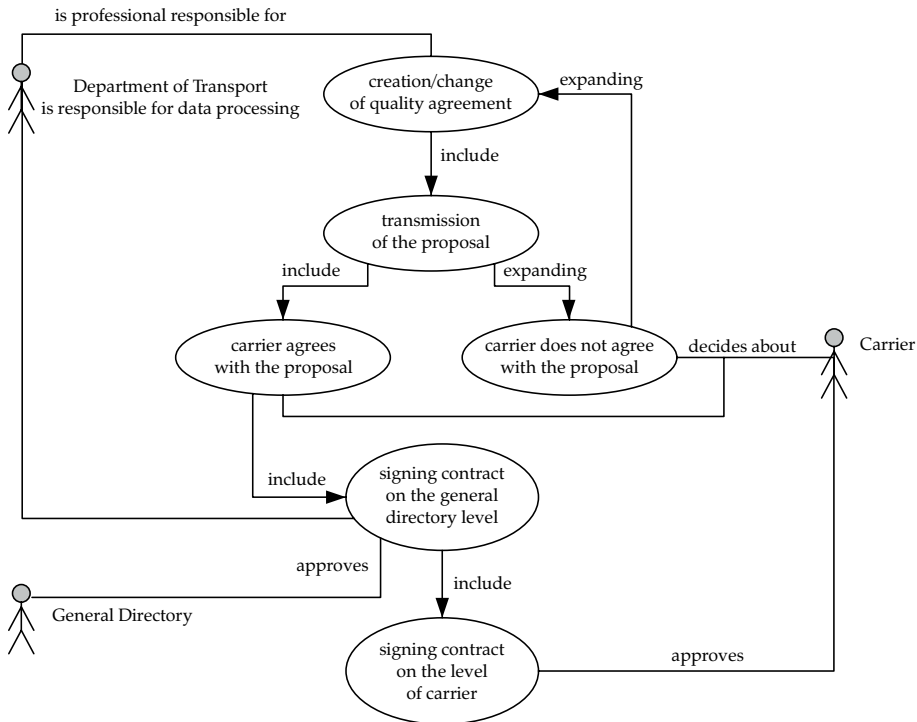 is professional responsible for
Department of Transport
is responsible for data processing
creation/change
of quality agreement
expanding
include
transmission
of the proposal
include
expanding
carrier agrees
with the proposal
carrier does not agree
with the proposal
decides about
Carrier
include
signing contract
on the general
directory level
approves
General Directory
include
signing contract
on the level
of carrier
approves